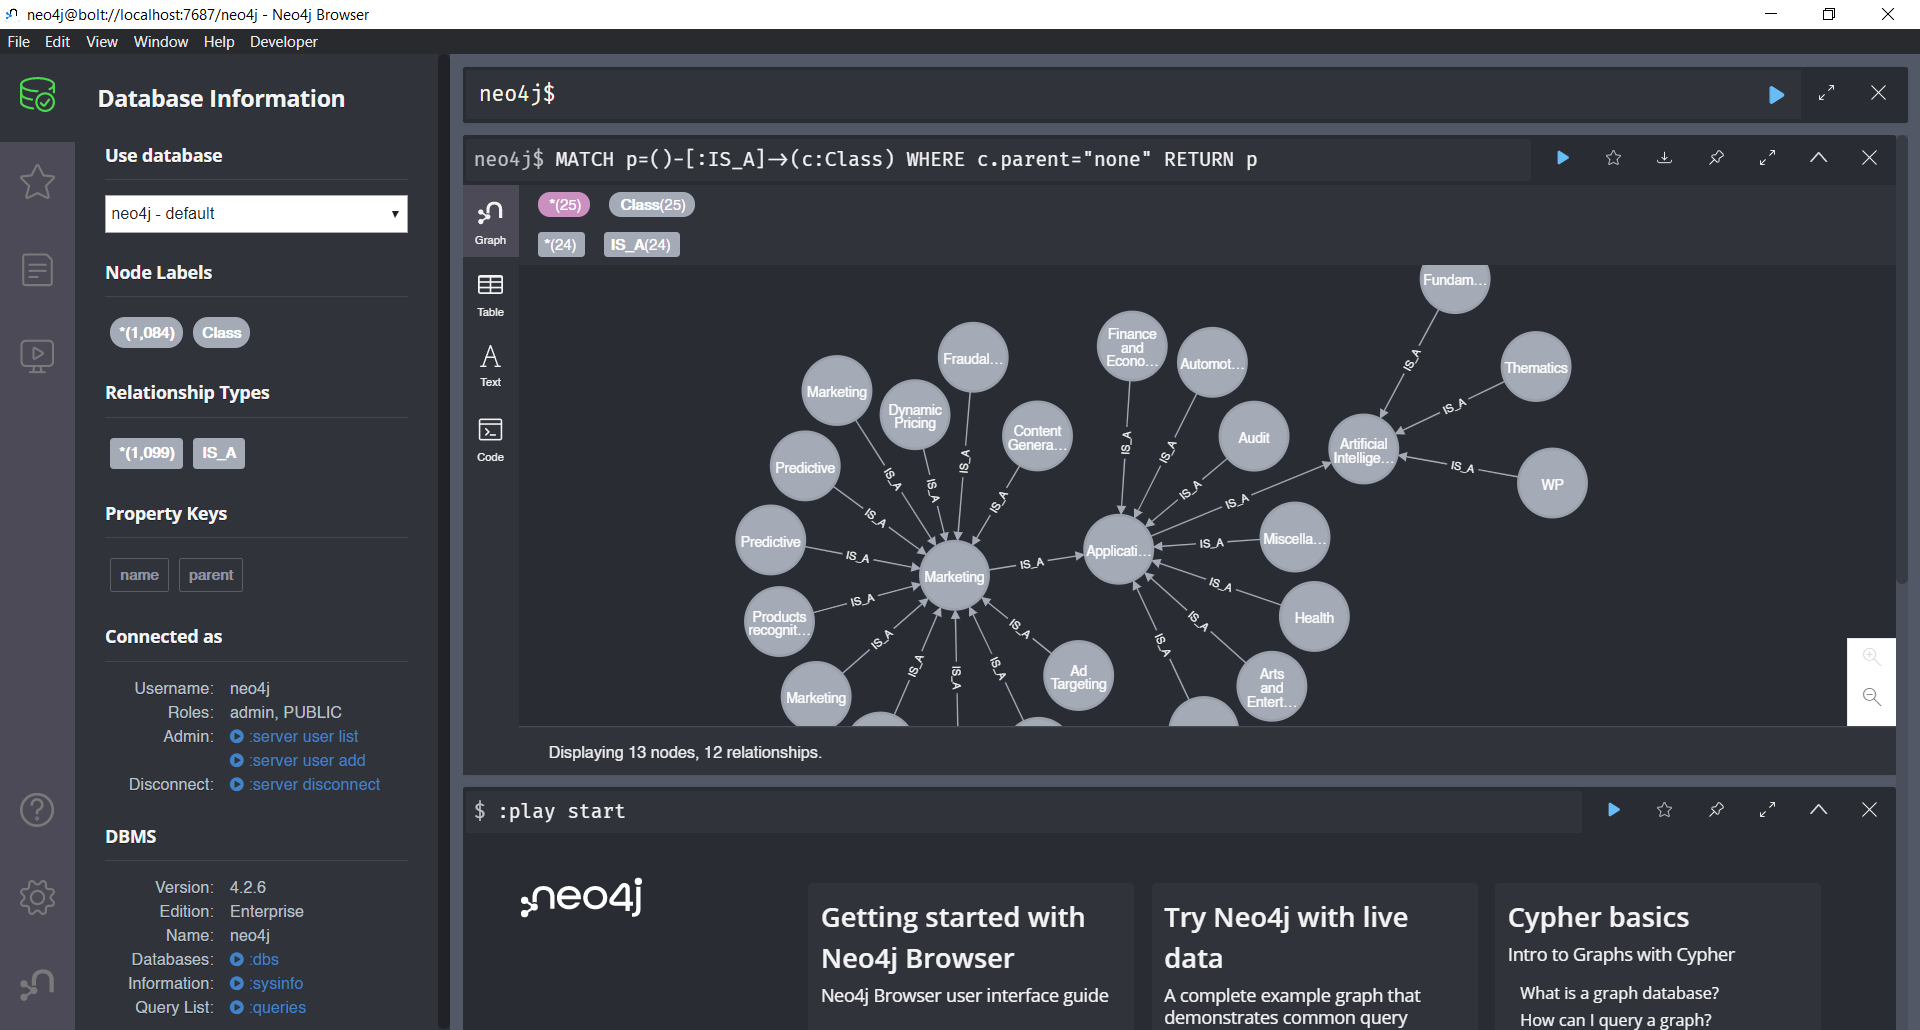 neo4j@bolt://localhost:7687/neo4j - Neo4j Browser
File Edit View Window Help Developer
Database Information
Use database
neo4j - default
Node Labels
*(1,084) Class
Relationship Types
*(1,099) IS_A
Property Keys
name parent
Connected as
Username: neo4j
Roles: admin, PUBLIC
Admin: :server user list
:server user add
Disconnect: :server disconnect
DBMS
Version: 4.2.6
Edition: Enterprise
Name: neo4j
Databases: :dbs
Information: :sysinfo
Query List: :queries
neo4j$
neo4j$ MATCH p=()-[:IS_A]→(c:Class) WHERE c.parent="none" RETURN p
Graph
Table
Text
Code
*(25) Class(25)
*(24) IS_A(24)
Fundam...
Thematics
WP
Artificial
Intellige...
IS_A
IS_A
IS_A
IS_A
Finance
and
Econo...
Automot...
Audit
Miscella...
Health
Arts
and
Entert...
Applicati...
IS_A
IS_A
IS_A
IS_A
IS_A
IS_A
IS_A
IS_A
Fraudal...
Marketing
Dynamic
Pricing
Content
Genera...
Predictive
Predictive
Products
recognit...
Marketing
Ad
Targeting
Marketing
IS_A
IS_A
IS_A
IS_A
IS_A
IS_A
IS_A
IS_A
IS_A
IS_A
IS_A
IS_A
Displaying 13 nodes, 12 relationships.
$ :play start
neo4j
Getting started with
Neo4j Browser
Neo4j Browser user interface guide
Try Neo4j with live
data
A complete example graph that
demonstrates common query
Cypher basics
Intro to Graphs with Cypher
What is a graph database?
How can I query a graph?